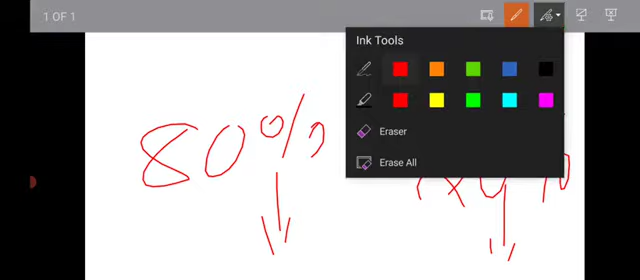 1 OF 1
Ink Tools
Eraser
Erase All
80%